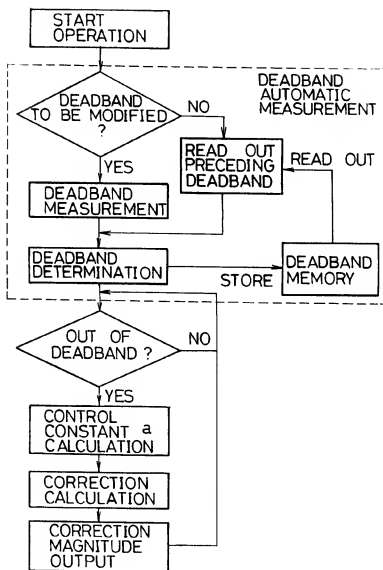 START
OPERATION
DEADBAND
AUTOMATIC
MEASUREMENT
DEADBAND
TO BE MODIFIED
?
NO
YES
READ OUT
PRECEDING
DEADBAND
READ OUT
DEADBAND
MEASUREMENT
DEADBAND
DETERMINATION
STORE
DEADBAND
MEMORY
OUT OF
DEADBAND ?
NO
YES
CONTROL
CONSTANT a
CALCULATION
CORRECTION
CALCULATION
CORRECTION
MAGNITUDE
OUTPUT